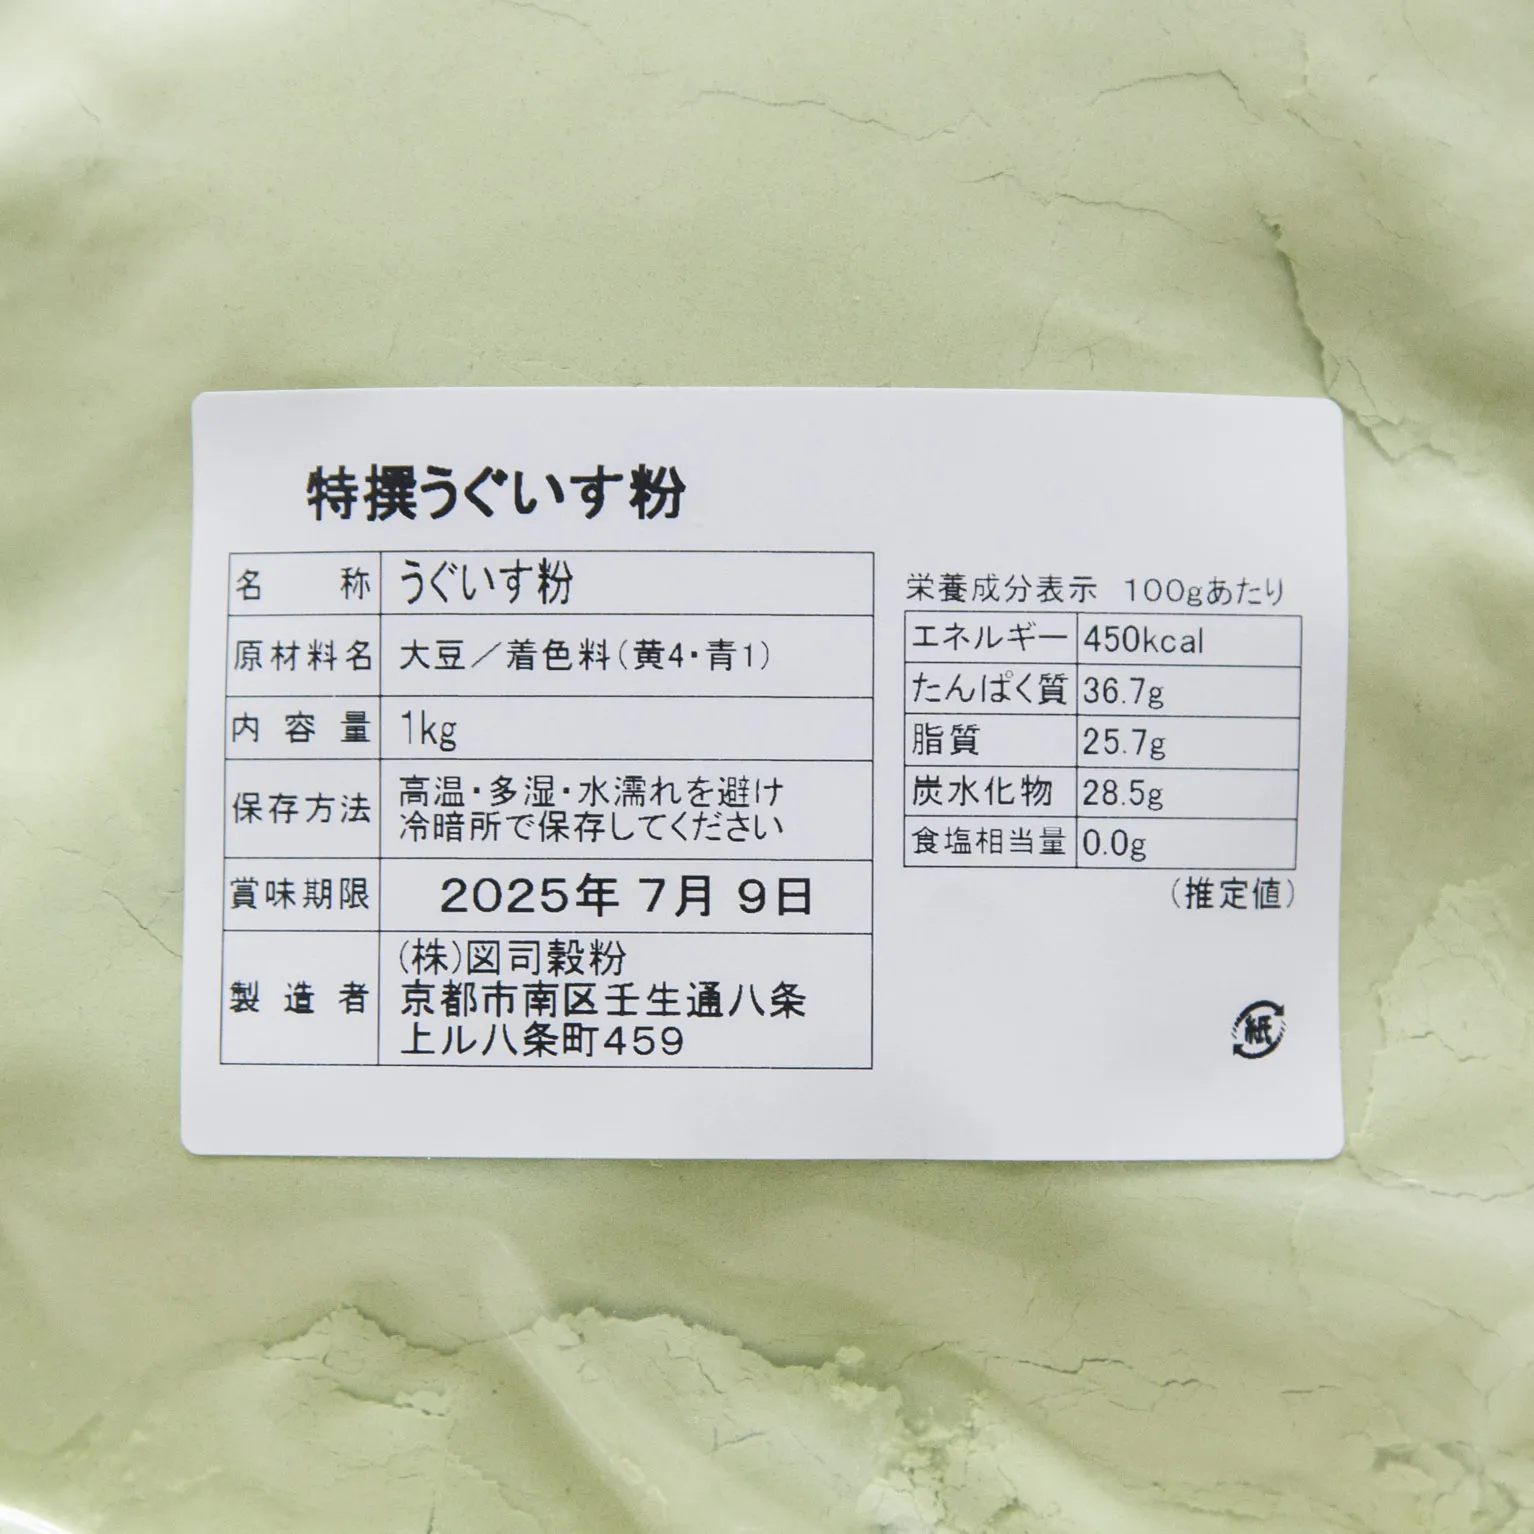 特撰うぐいす粉
名称 うぐいす粉
原材料名 大豆／着色料(黄4・青1)
内容量 1kg
保存方法 高温・多湿・水濡れを避け
冷暗所で保存してください
賞味期限 2025年 7月 9日
製造者 (株)図司穀粉
京都市南区壬生通八条
上ル八条町459
栄養成分表示 100gあたり
エネルギー 450kcal
たんぱく質 36.7g
脂質 25.7g
炭水化物 28.5g
食塩相当量 0.0g
(推定値)
紙